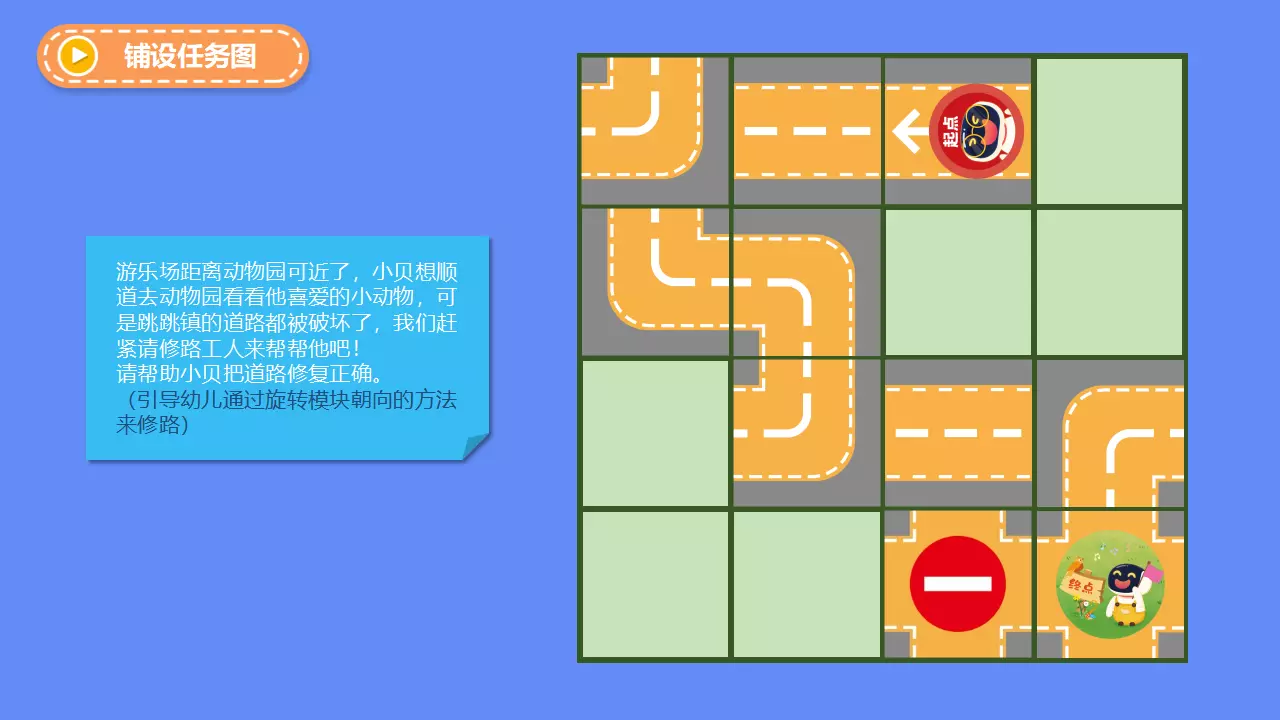 铺设任务图
起点
游乐场距离动物园可近了，小贝想顺
道去动物园看看他喜爱的小动物，可
是跳跳镇的道路都被破坏了，我们赶
紧请修路工人来帮帮他吧！
请帮助小贝把道路修复正确。
（引导幼儿通过旋转模块朝向的方法
来修路）
终点